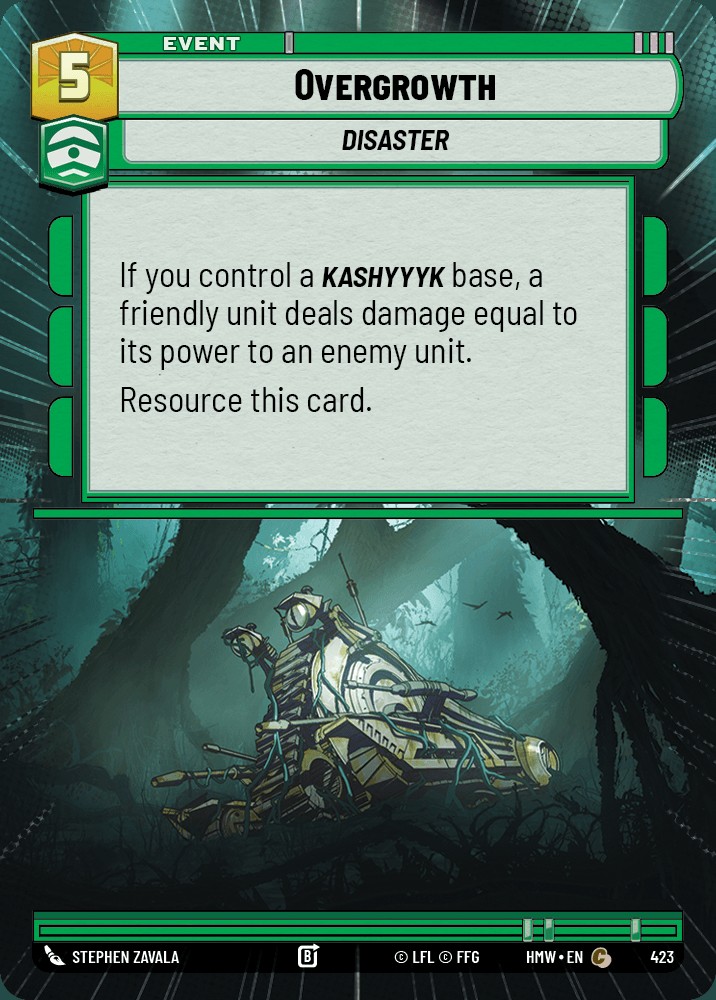 EVENT
5
OVERGROWTH
DISASTER
If you control a KASHYYYK base, a
friendly unit deals damage equal to
its power to an enemy unit.
Resource this card.
STEPHEN ZAVALA
B
© LFL © FFG
HMW • EN
C
423